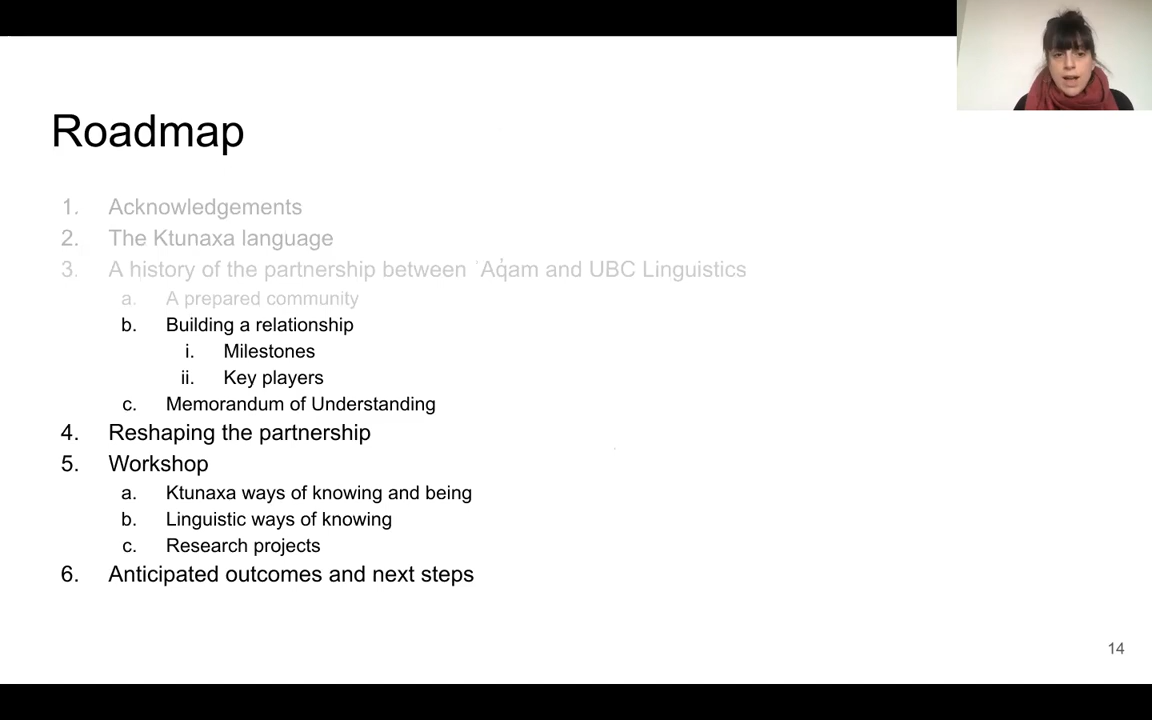 Roadmap
1. Acknowledgements
2. The Ktunaxa language
3. A history of the partnership between ʾAq̓am and UBC Linguistics
a. A prepared community
b. Building a relationship
i. Milestones
ii. Key players
c. Memorandum of Understanding
4. Reshaping the partnership
5. Workshop
a. Ktunaxa ways of knowing and being
b. Linguistic ways of knowing
c. Research projects
6. Anticipated outcomes and next steps
14